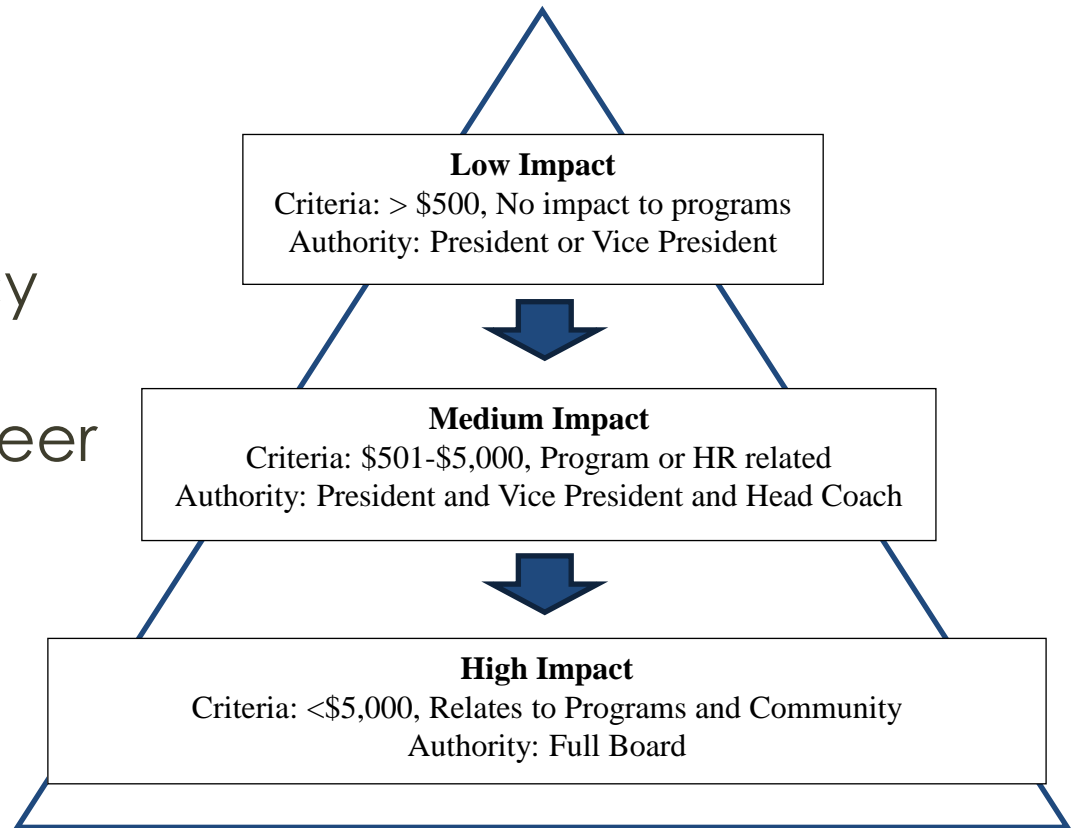 Low Impact
Criteria: > $500, No impact to programs
Authority: President or Vice President
y
Medium Impact
eer
Criteria: $501-$5,000, Program or HR related
Authority: President and Vice President and Head Coach
High Impact
Criteria: <$5,000, Relates to Programs and Community
Authority: Full Board